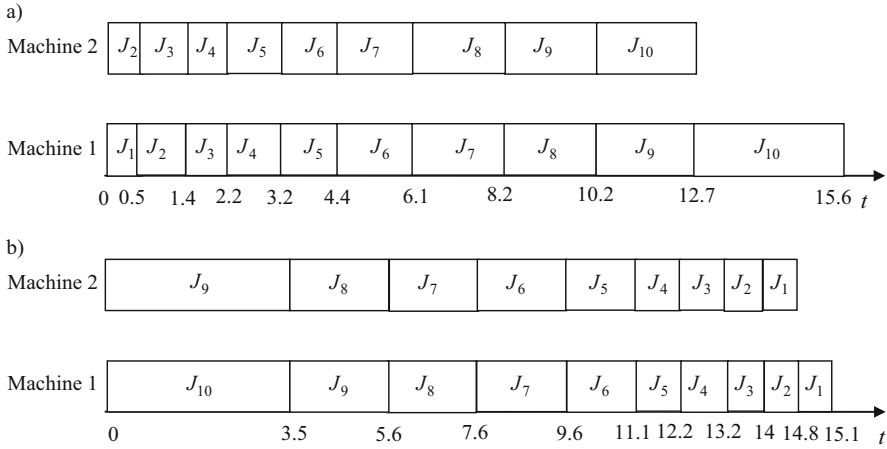 a)
Machine 2 J₂ J₃ J₄ J₅ J₆ J₇ J₈ J₉ J₁₀
Machine 1 J₁ J₂ J₃ J₄ J₅ J₆ J₇ J₈ J₉ J₁₀
0 0.5 1.4 2.2 3.2 4.4 6.1 8.2 10.2 12.7 15.6 t
b)
Machine 2 J₉ J₈ J₇ J₆ J₅ J₄ J₃ J₂ J₁
Machine 1 J₁₀ J₉ J₈ J₇ J₆ J₅ J₄ J₃ J₂ J₁
0 3.5 5.6 7.6 9.6 11.1 12.2 13.2 14 14.8 15.1 t